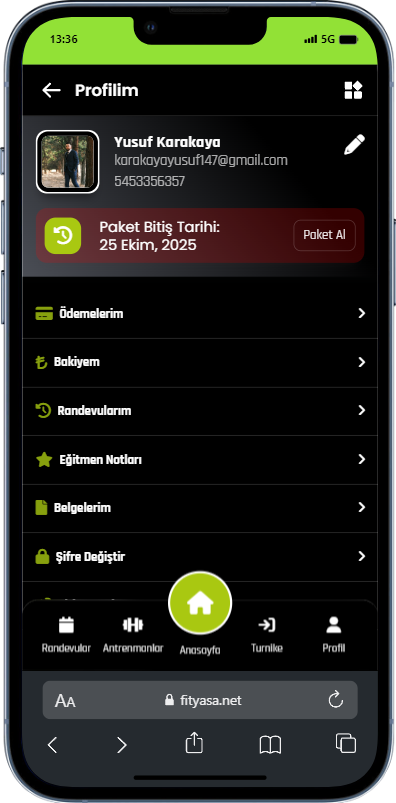 13:36
5G
Profilim
Yusuf Karakaya
karakayayusuf147@gmail.com
5453356357
Paket Bitiş Tarihi:
25 Ekim, 2025
Paket Al
Ödemelerim
Bakiyem
Randevularım
Eğitmen Notları
Belgelerim
Şifre Değiştir
Randevular
Antrenmanlar
Anasayfa
Turnike
Profil
AA
fityasa.net